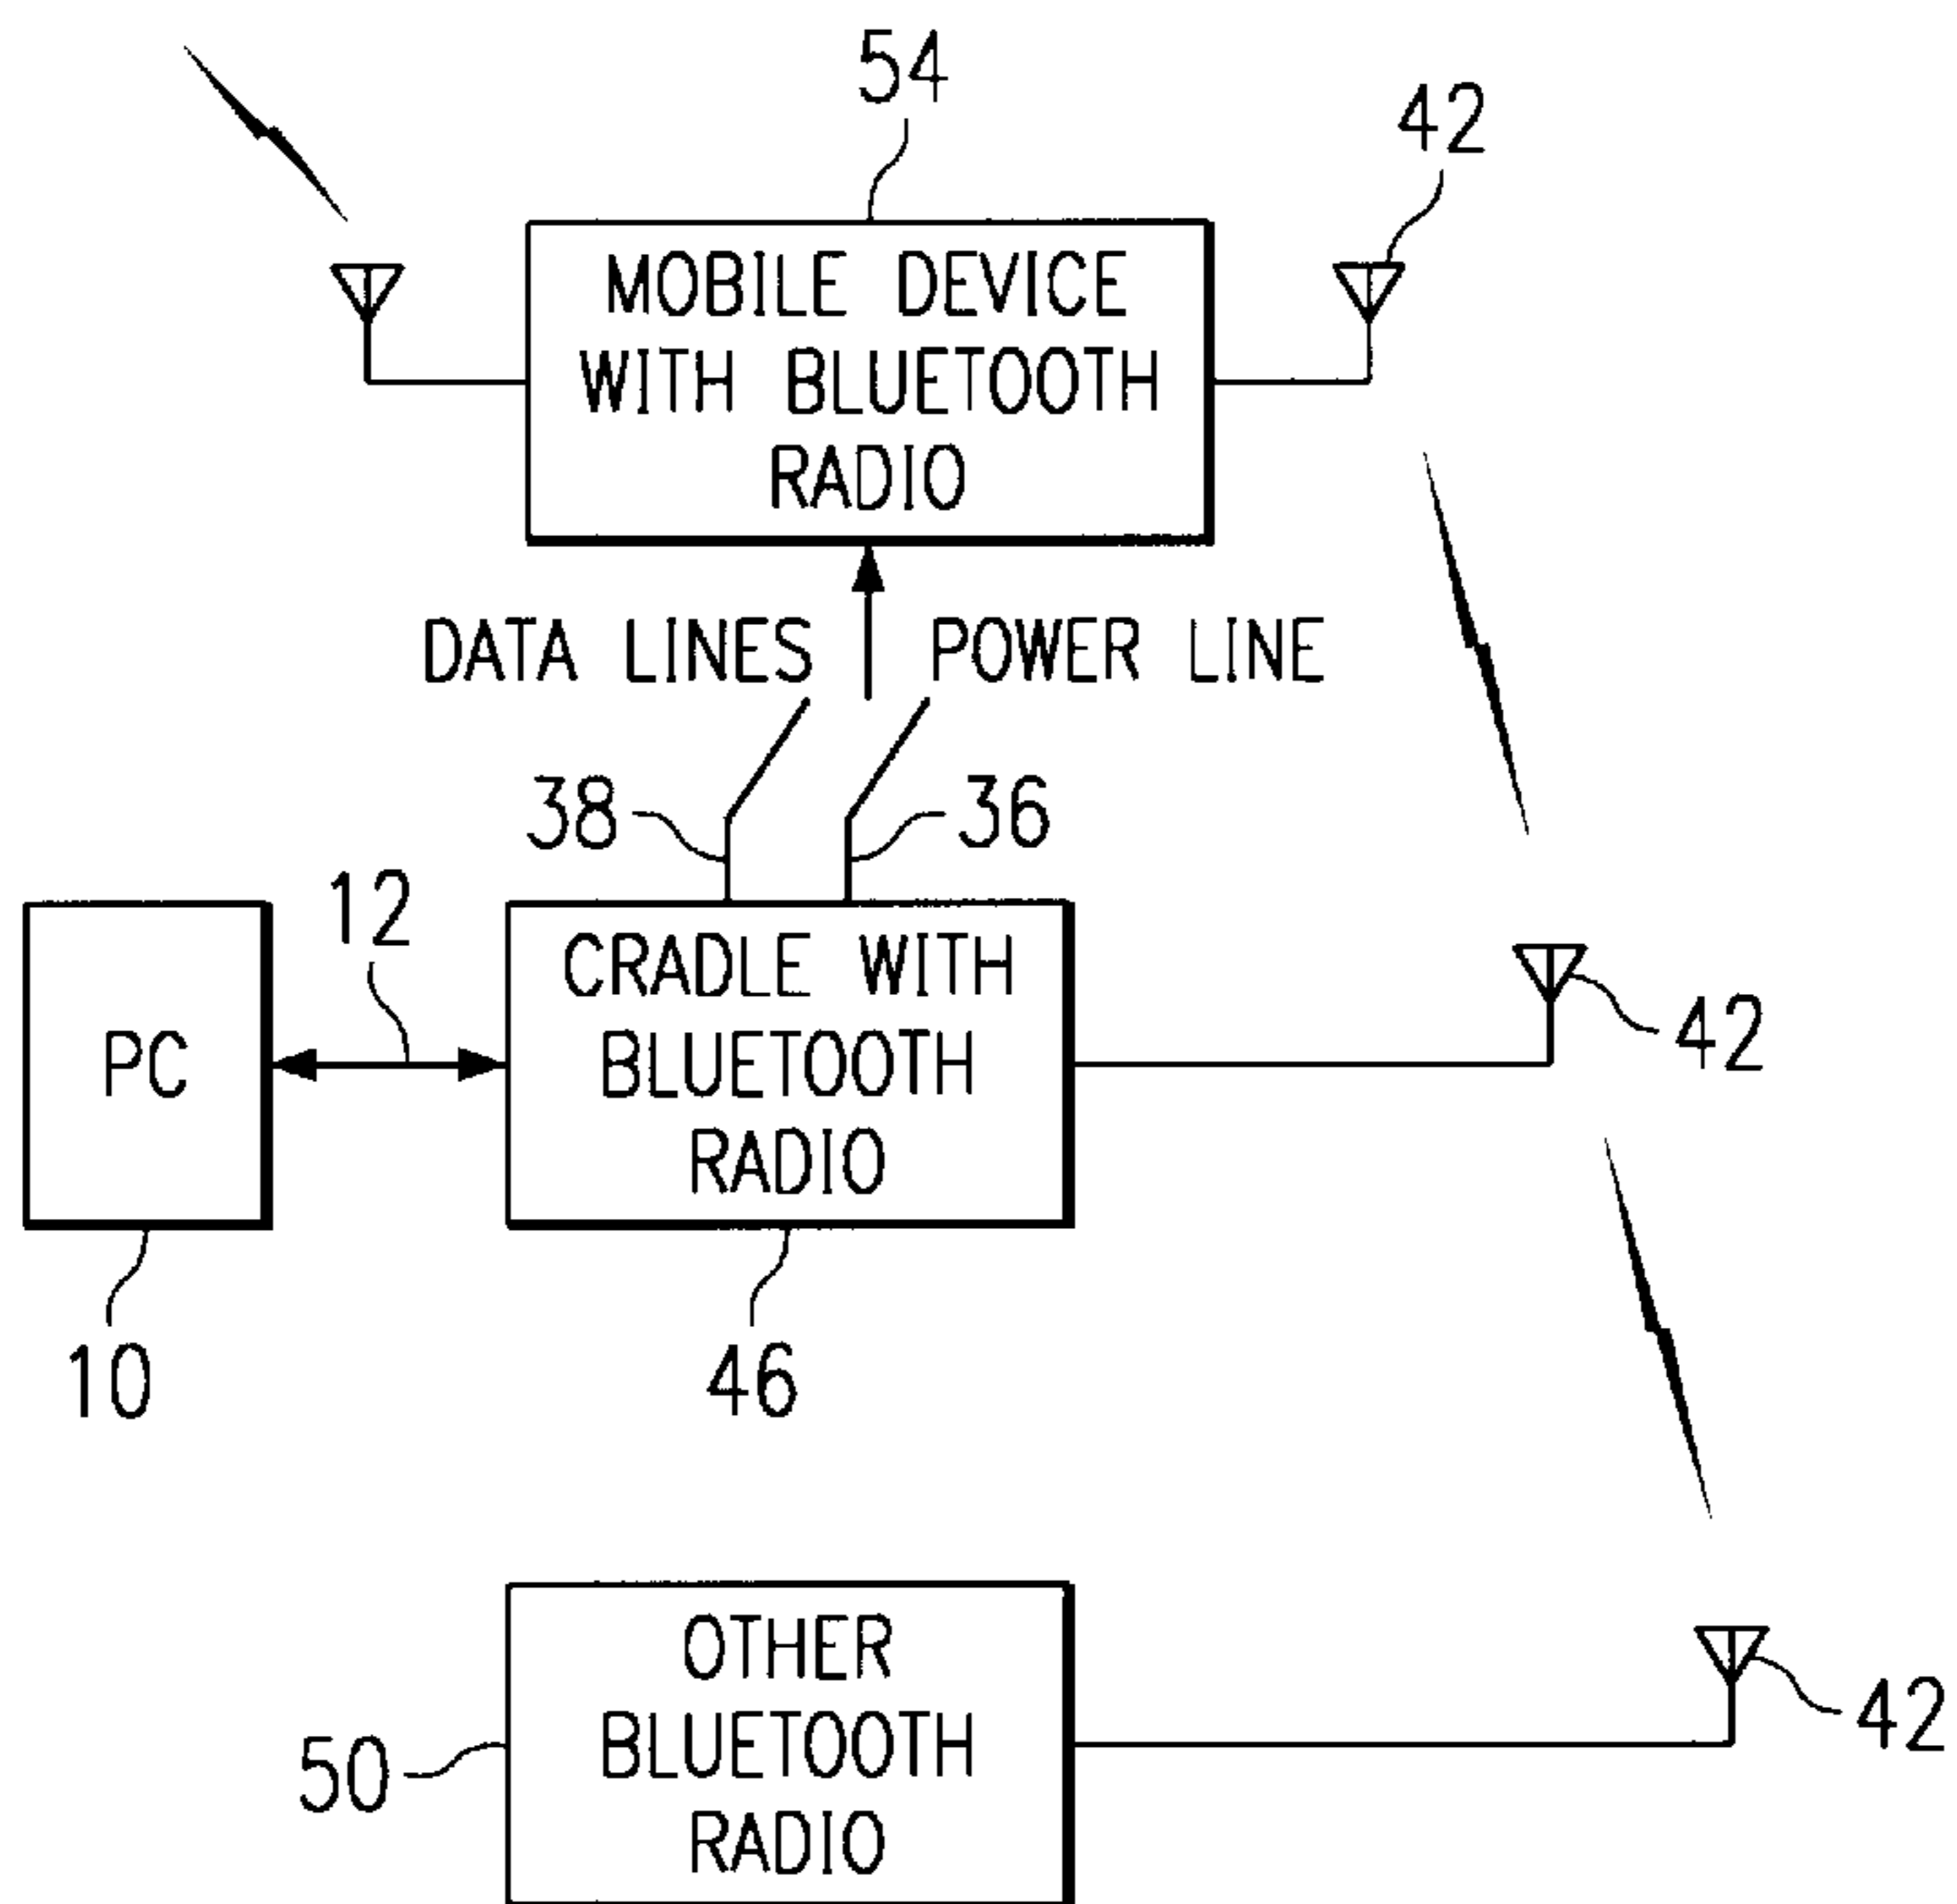 54
42
MOBILE DEVICE
WITH BLUETOOTH
RADIO
DATA LINES
POWER LINE
38
36
12
PC
CRADLE WITH
BLUETOOTH
RADIO
42
10
46
OTHER
BLUETOOTH
RADIO
50
42